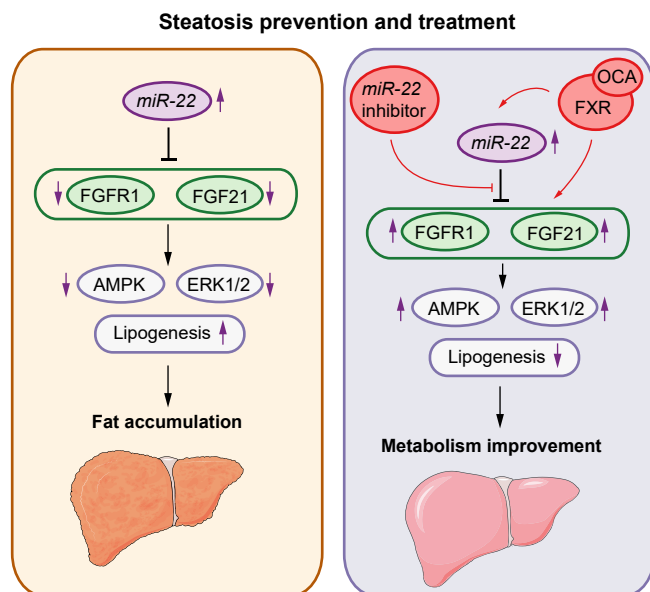 Steatosis prevention and treatment
miR-22
FGFR1
FGF21
AMPK
ERK1/2
Lipogenesis
Fat accumulation
miR-22
inhibitor
OCA
FXR
miR-22
FGFR1
FGF21
AMPK
ERK1/2
Lipogenesis
Metabolism improvement